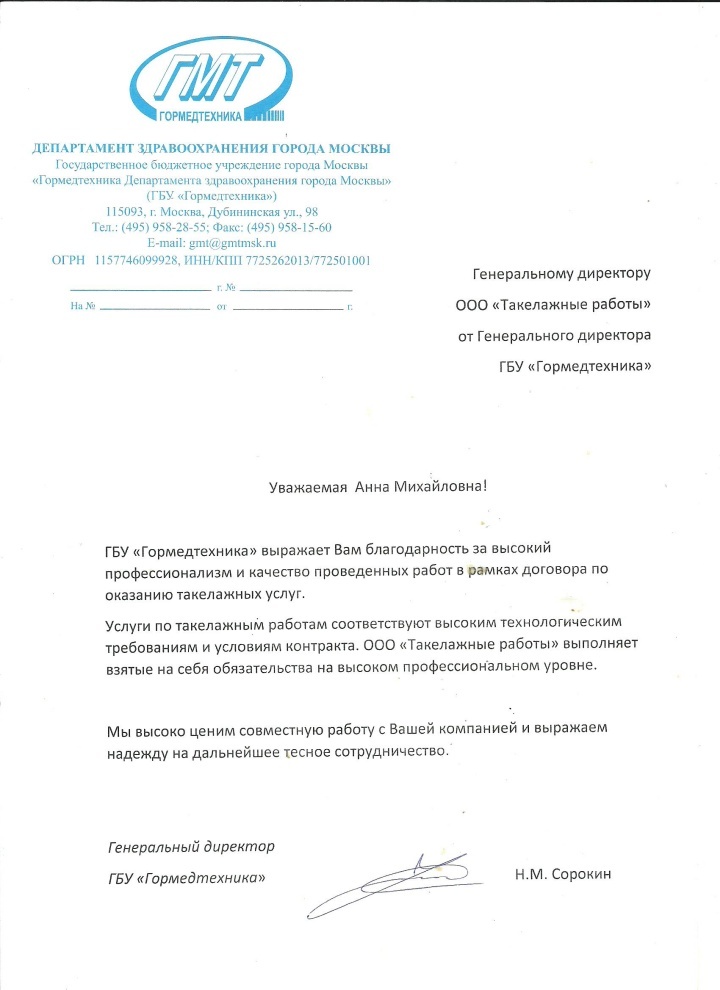 ГМТ
ГОРМЕДТЕХНИКА
ДЕПАРТАМЕНТ ЗДРАВООХРАНЕНИЯ ГОРОДА МОСКВЫ
Государственное бюджетное учреждение города Москвы
«Гормедтехника Департамента здравоохранения города Москвы»
(ГБУ «Гормедтехника»)
115093, г. Москва, Дубининская ул., 98
Тел.: (495) 958-28-55; Факс: (495) 958-15-60
E-mail: gmt@gmtmsk.ru
ОГРН 1157746099928, ИНН/КПП 7725262013/772501001
г. №
На № от г.
Генеральному директору
ООО «Такелажные работы»
от Генерального директора
ГБУ «Гормедтехника»
Уважаемая Анна Михайловна!
ГБУ «Гормедтехника» выражает Вам благодарность за высокий
профессионализм и качество проведенных работ в рамках договора по
оказанию такелажных услуг.
Услуги по такелажным работам соответствуют высоким технологическим
требованиям и условиям контракта. ООО «Такелажные работы» выполняет
взятые на себя обязательства на высоком профессиональном уровне.
Мы высоко ценим совместную работу с Вашей компанией и выражаем
надежду на дальнейшее тесное сотрудничество.
Генеральный директор
ГБУ «Гормедтехника» Н.М. Сорокин